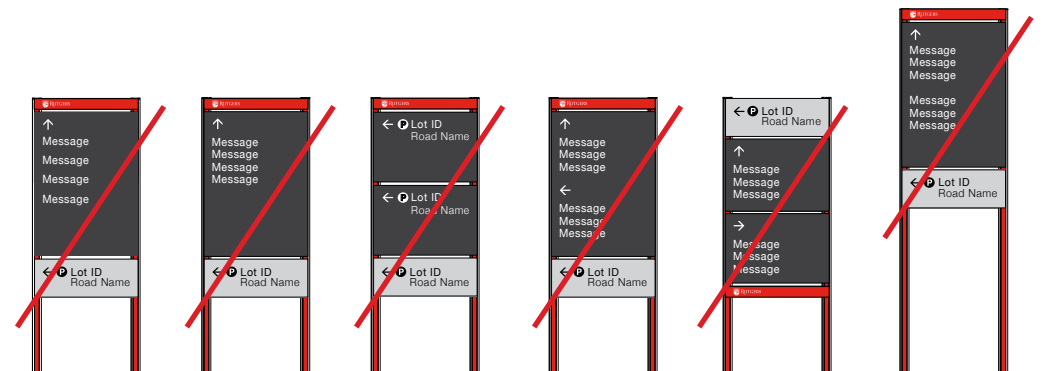 RUTGERS
↑
Message
Message
Message
Message
← P Lot ID
Road Name
RUTGERS
↑
Message
Message
Message
Message
← P Lot ID
Road Name
RUTGERS
← P Lot ID
Road Name
← P Lot ID
Road Name
← P Lot ID
Road Name
RUTGERS
↑
Message
Message
Message
←
Message
Message
Message
← P Lot ID
Road Name
← P Lot ID
Road Name
↑
Message
Message
Message
→
Message
Message
Message
RUTGERS
RUTGERS
↑
Message
Message
Message
Message
Message
Message
← P Lot ID
Road Name